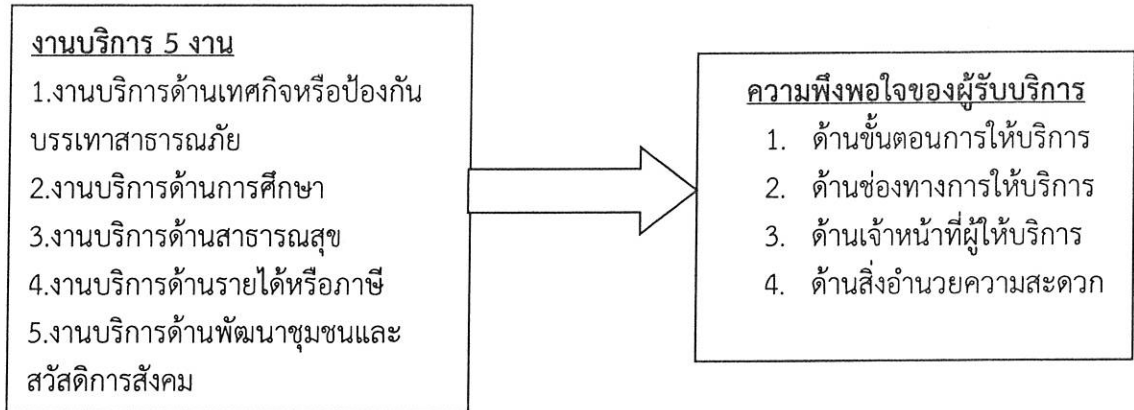 งานบริการ 5 งาน
1.งานบริการด้านเทศกิจหรือป้องกัน
บรรเทาสาธารณภัย
2.งานบริการด้านการศึกษา
3.งานบริการด้านสาธารณสุข
4.งานบริการด้านรายได้หรือภาษี
5.งานบริการด้านพัฒนาชุมชนและ
สวัสดิการสังคม
ความพึงพอใจของผู้รับบริการ
1. ด้านขั้นตอนการให้บริการ
2. ด้านช่องทางการให้บริการ
3. ด้านเจ้าหน้าที่ผู้ให้บริการ
4. ด้านสิ่งอำนวยความสะดวก